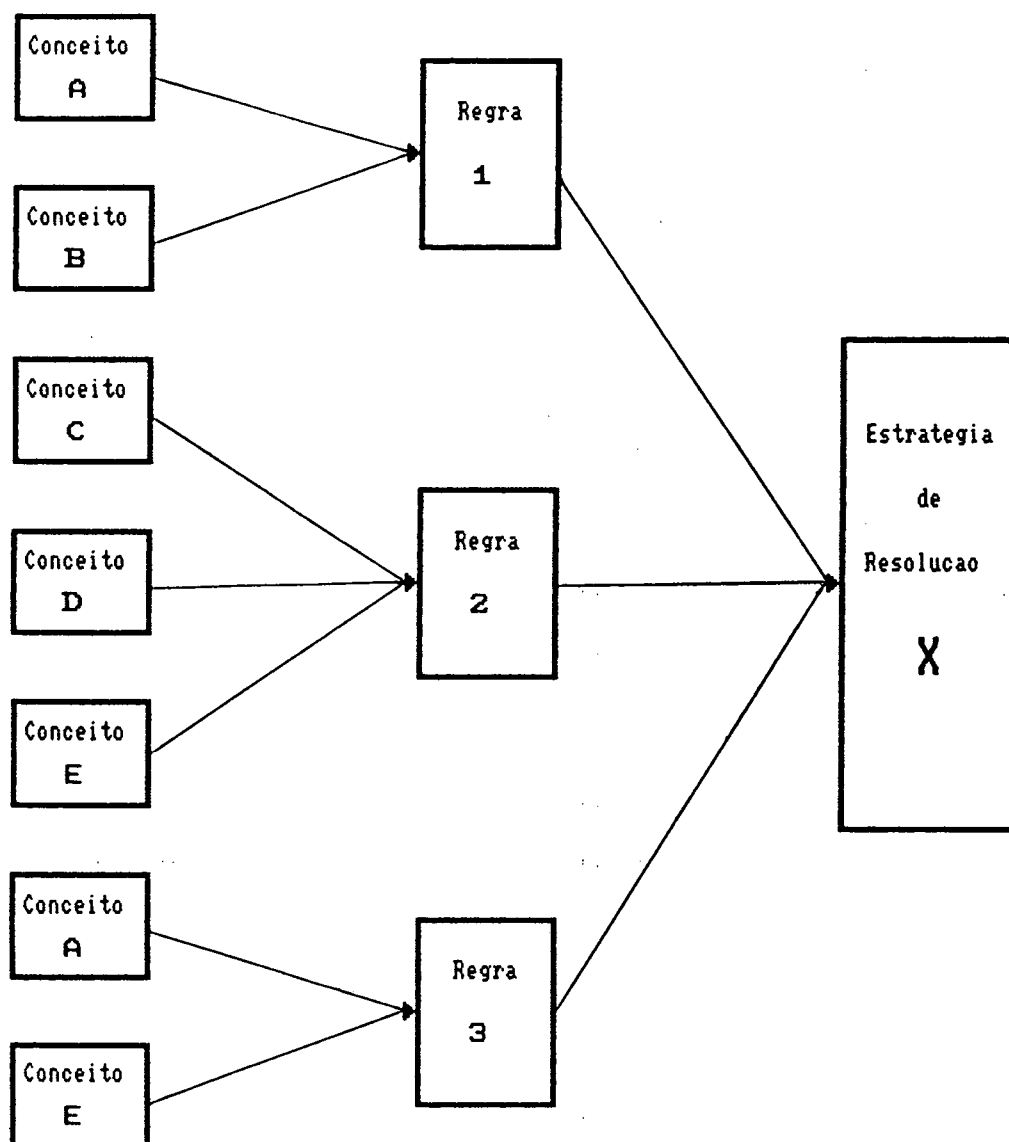 Conceito
A
Conceito
B
Conceito
C
Conceito
D
Conceito
E
Conceito
A
Conceito
E
Regra
1
Regra
2
Regra
3
Estrategia
de
Resolucao
X